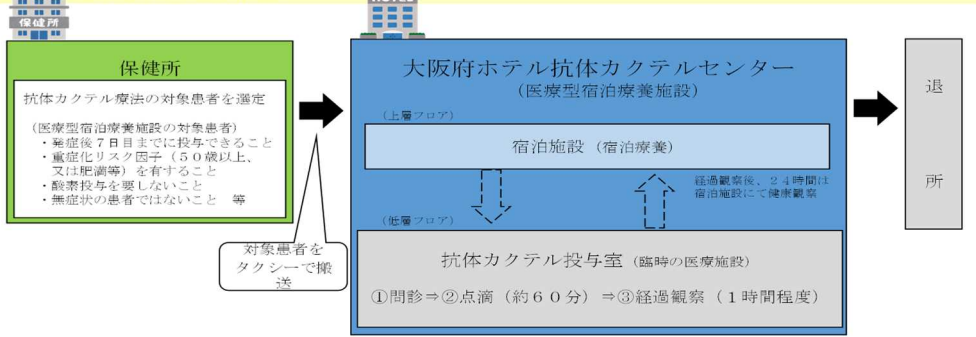 保健所
保健所
抗体カクテル療法の対象患者を選定
(医療型宿泊療養施設の対象患者)
・発症後7日目までに投与できること
・重症化リスク因子(50歳以上、
又は肥満等)を有すること
・酸素投与を要しないこと
・無症状の患者ではないこと 等
対象患者を
タクシーで搬
送
HOTEL
大阪府ホテル抗体カクテルセンター
(医療型宿泊療養施設)
(上層フロア)
宿泊施設(宿泊療養)
経過観察後、24時間は
宿泊施設にて健康観察
(低層フロア)
抗体カクテル投与室(臨時の医療施設)
①問診⇒②点滴(約60分)⇒③経過観察(1時間程度)
退
所